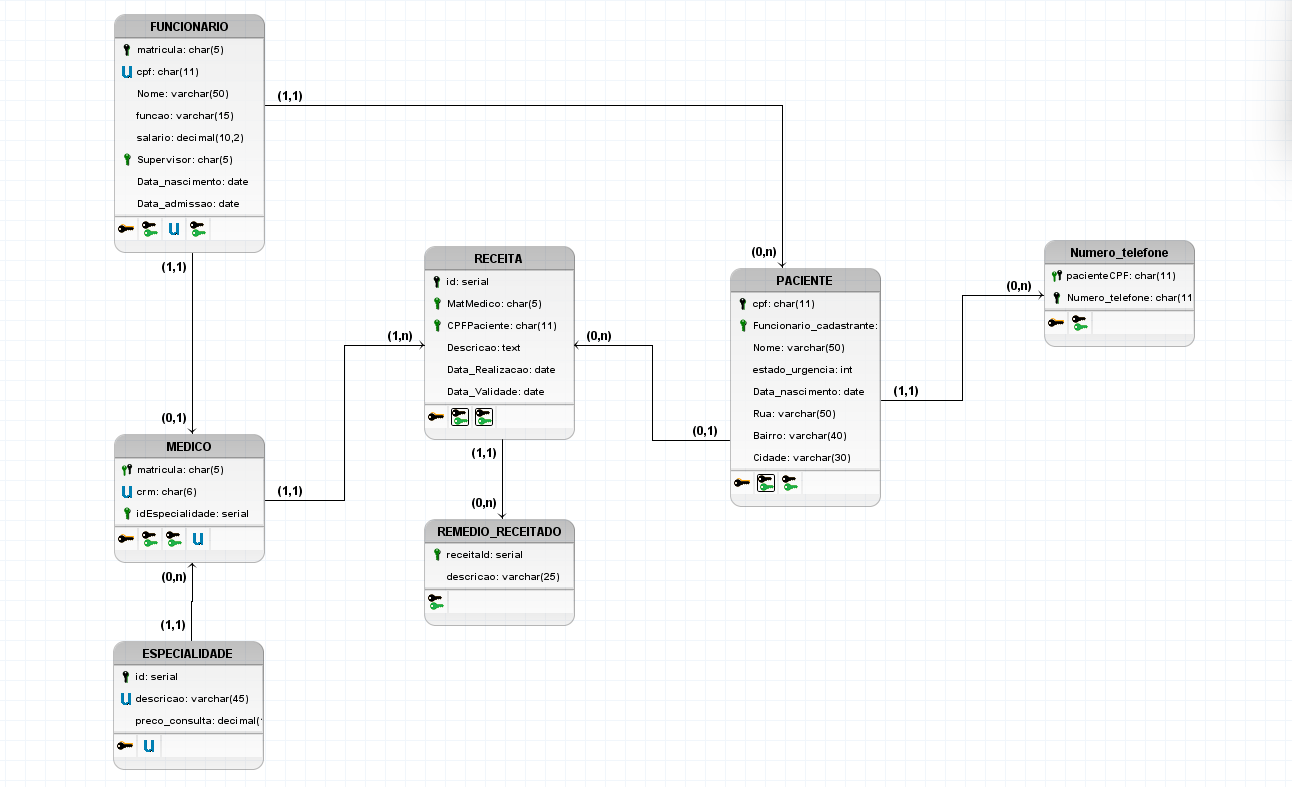 FUNCIONARIO
matricula: char(5)
U cpf: char(11)
Nome: varchar(50)
funcao: varchar(15)
salario: decimal(10,2)
Supervisor: char(5)
Data_nascimento: date
Data_admissao: date
U
(1,1)
(0,n)
(1,1)
(0,1)
RECEITA
id: serial
MatMedico: char(5)
CPFPaciente: char(11)
Descricao: text
Data_Realizacao: date
Data_Validade: date
(1,n)
(0,n)
(1,1)
(0,n)
PACIENTE
cpf: char(11)
Funcionario_cadastrante:
Nome: varchar(50)
estado_urgencia: int
Data_nascimento: date
Rua: varchar(50)
Bairro: varchar(40)
Cidade: varchar(30)
(0,1)
(1,1)
(0,n)
Numero_telefone
pacienteCPF: char(11)
Numero_telefone: char(11
MEDICO
matricula: char(5)
U crm: char(6)
idEspecialidade: serial
U
(1,1)
(0,n)
(1,1)
REMEDIO_RECEITADO
receitaId: serial
descricao: varchar(25)
ESPECIALIDADE
id: serial
U descricao: varchar(45)
preco_consulta: decimal(
U